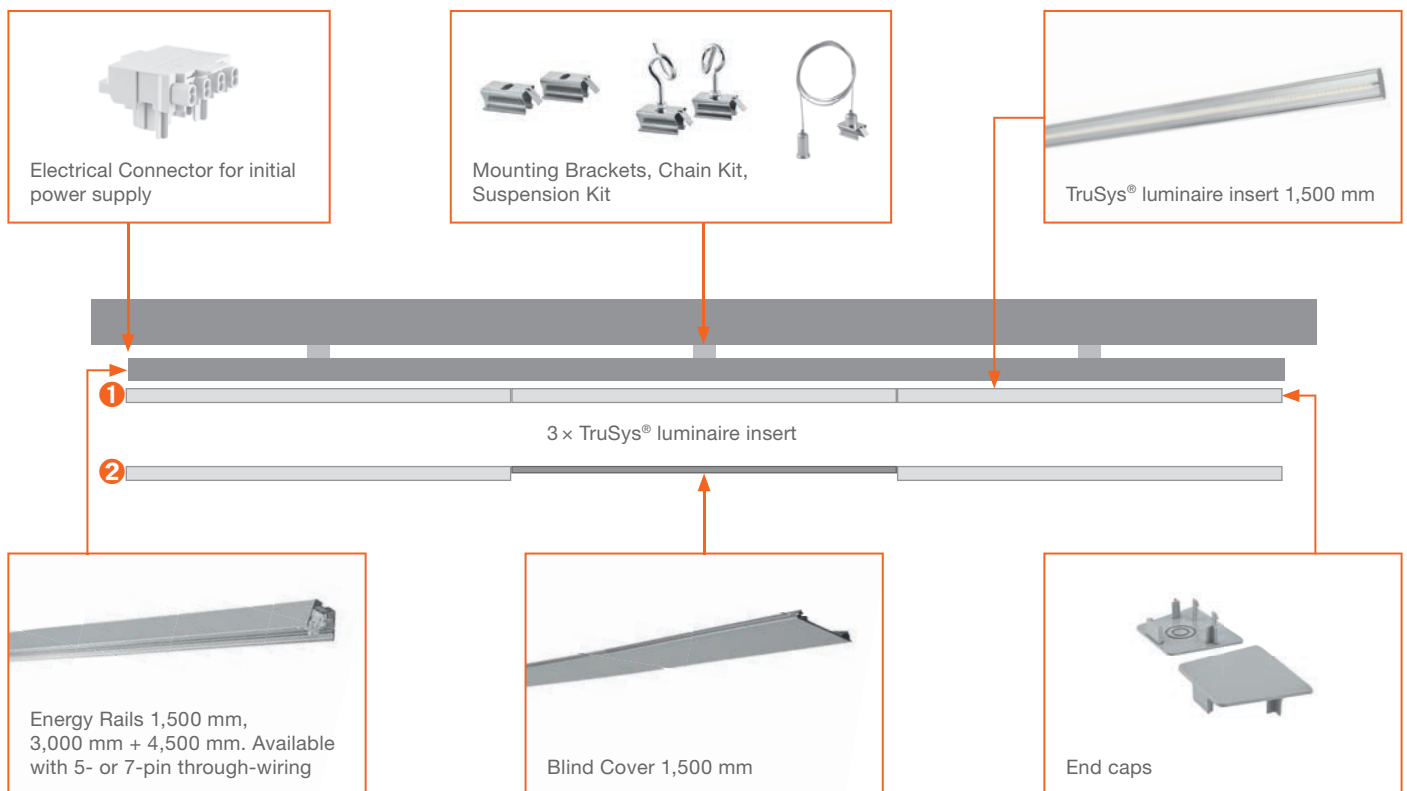 Electrical Connector for initial
power supply
Mounting Brackets, Chain Kit,
Suspension Kit
TruSys® luminaire insert 1,500 mm
1
3 × TruSys® luminaire insert
2
Energy Rails 1,500 mm,
3,000 mm + 4,500 mm. Available
with 5- or 7-pin through-wiring
Blind Cover 1,500 mm
End caps